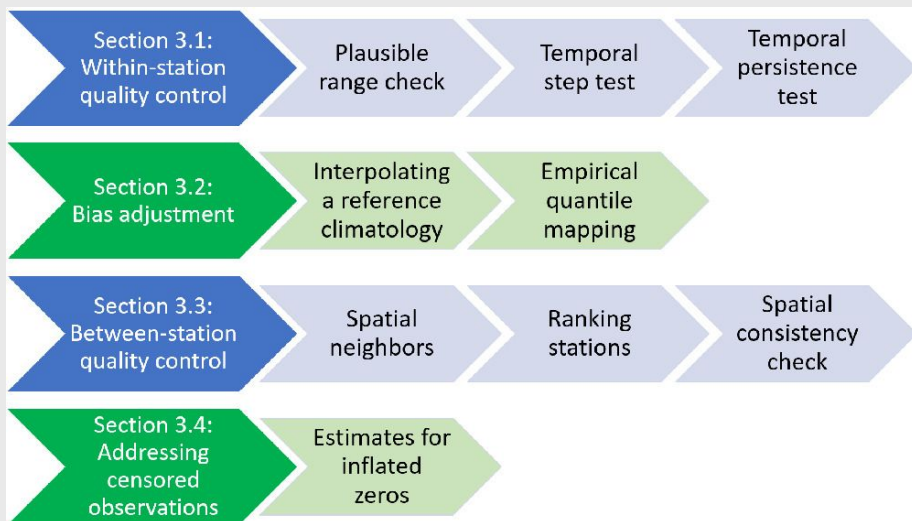 Section 3.1:
Within-station
quality control
Plausible
range check
Temporal
step test
Temporal
persistence
test
Section 3.2:
Bias adjustment
Interpolating
a reference
climatology
Empirical
quantile
mapping
Section 3.3:
Between-station
quality control
Spatial
neighbors
Ranking
stations
Spatial
consistency
check
Section 3.4:
Addressing
censored
observations
Estimates for
inflated
zeros